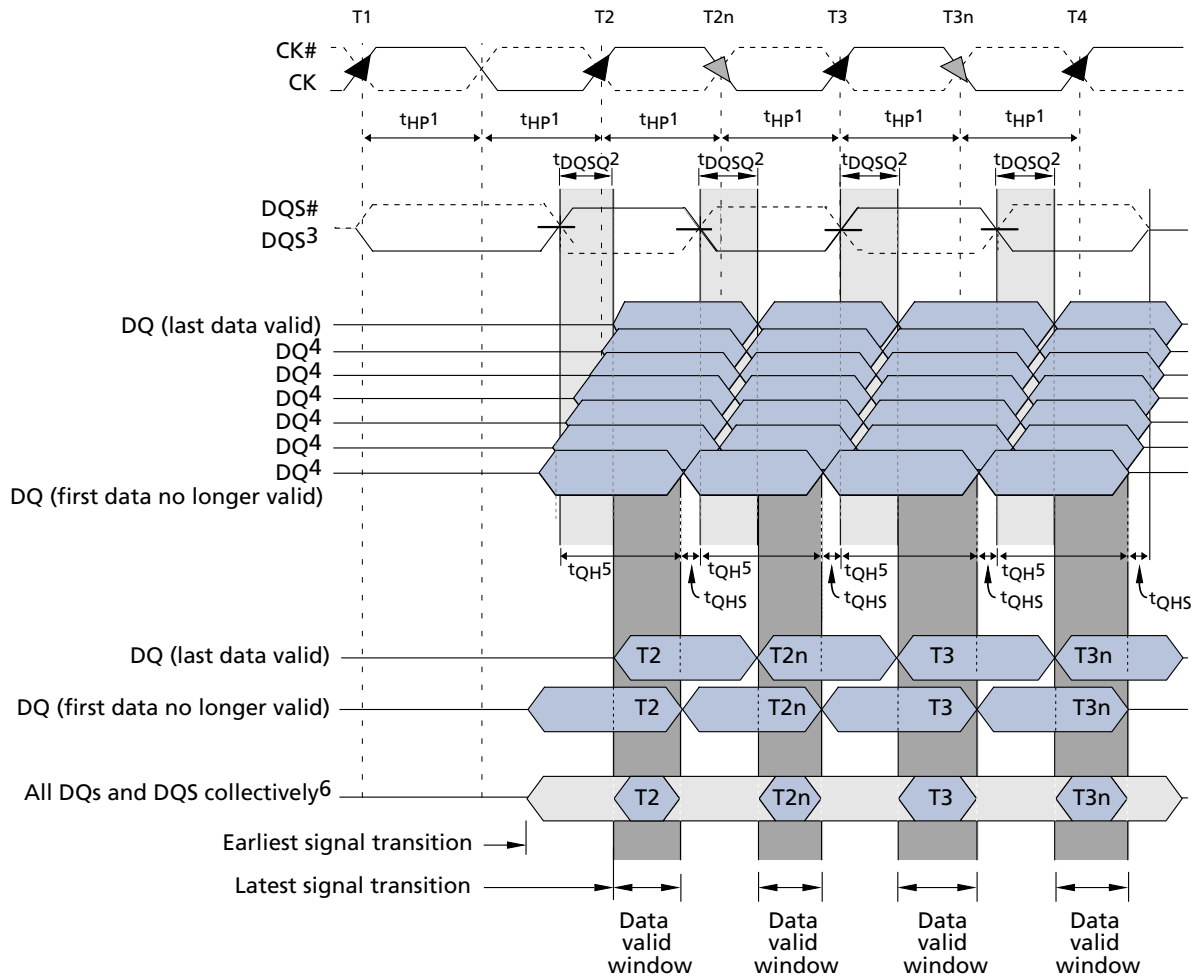 T1 T2 T2n T3 T3n T4
CK#
CK
tHP1 tHP1 tHP1 tHP1 tHP1 tHP1
tDQSQ2 tDQSQ2 tDQSQ2 tDQSQ2
DQS#
DQS3
DQ (last data valid)
DQ4
DQ4
DQ4
DQ4
DQ4
DQ4
DQ (first data no longer valid)
tQH5 tQH5 tQH5 tQH5
tQHS tQHS tQHS tQHS
DQ (last data valid) T2 T2n T3 T3n
DQ (first data no longer valid) T2 T2n T3 T3n
All DQs and DQS collectively6 T2 T2n T3 T3n
Earliest signal transition
Latest signal transition
Data valid window
Data valid window
Data valid window
Data valid window